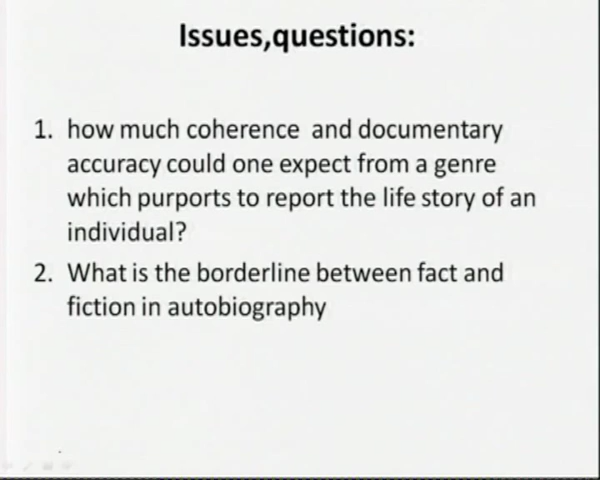 Issues,questions:
1. how much coherence and documentary
accuracy could one expect from a genre
which purports to report the life story of an
individual?
2. What is the borderline between fact and
fiction in autobiography